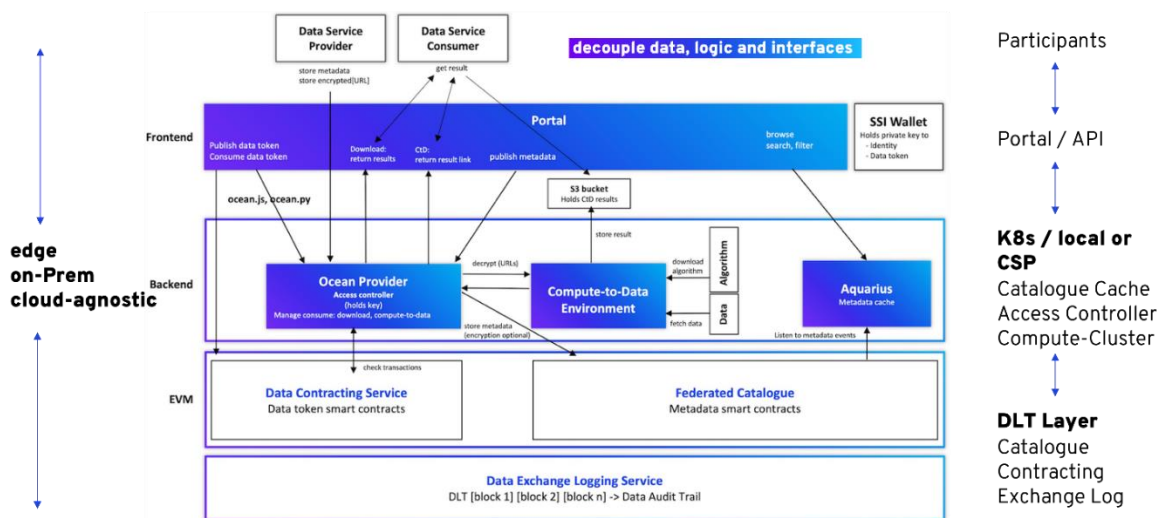 Data Service
Provider
Data Service
Consumer
decouple data, logic and interfaces
store metadata
store encrypted[URL]
get result
Frontend
Portal
Publish data token
Consume data token
Download:
return results
CtD:
return result link
publish metadata
browse
search, filter
SSI Wallet
Holds private key to
- Identity
- Data token
ocean.js, ocean.py
S3 bucket
Holds CtD results
store result
Backend
Ocean Provider
Access controller
(holds key)
Manage consume: download, compute-to-data
decrypt (URLs)
Compute-to-Data
Environment
download
algorithm
Algorithm
fetch data
Data
Aquarius
Metadata cache
store metadata
(encryption optional)
Listen to metadata events
EVM
check transactions
Data Contracting Service
Data token smart contracts
Federated Catalogue
Metadata smart contracts
Data Exchange Logging Service
DLT [block 1] [block 2] [block n] -> Data Audit Trail
edge
on-Prem
cloud-agnostic
Participants
Portal / API
K8s / local or
CSP
Catalogue Cache
Access Controller
Compute-Cluster
DLT Layer
Catalogue
Contracting
Exchange Log